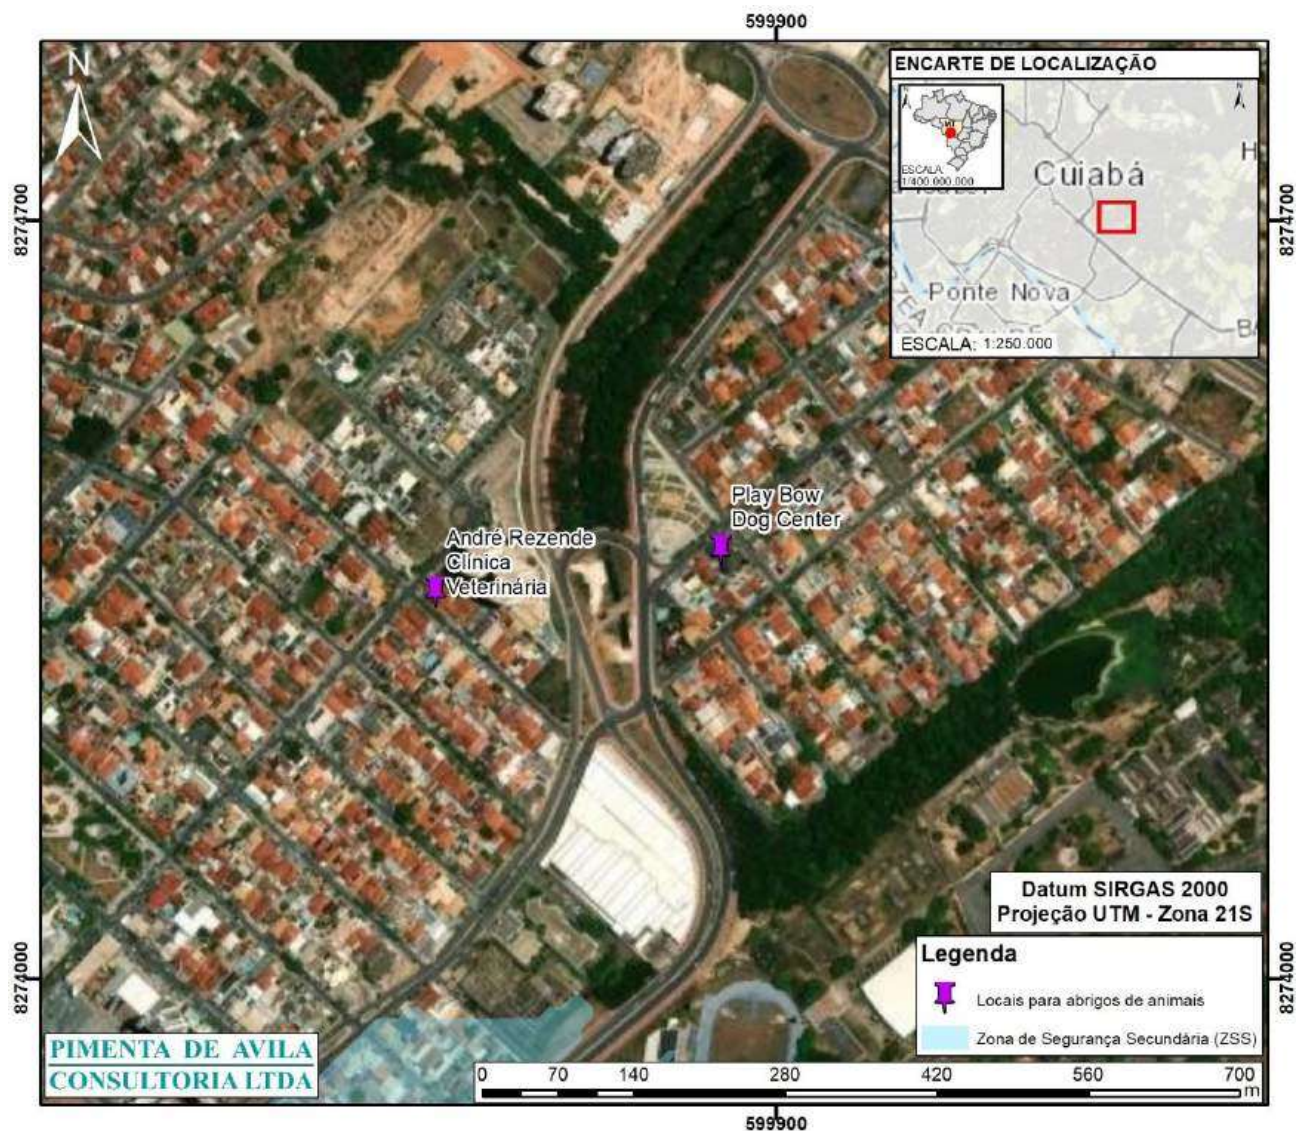 599900
N
8274700
ENCARTE DE LOCALIZAÇÃO
N
N
MT
ESCALA:
1/400.000.000
Cuiabá
H
Ponte Nova
BA
ESCALA: 1:250.000
8274700
Play Bow
Dog Center
André Rezende
Clínica
Veterinária
Datum SIRGAS 2000
Projeção UTM - Zona 21S
Legenda
Locais para abrigos de animais
Zona de Segurança Secundária (ZSS)
8274000
8274000
PIMENTA DE AVILA
CONSULTORIA LTDA
0 70 140 280 420 560 700
m
599900